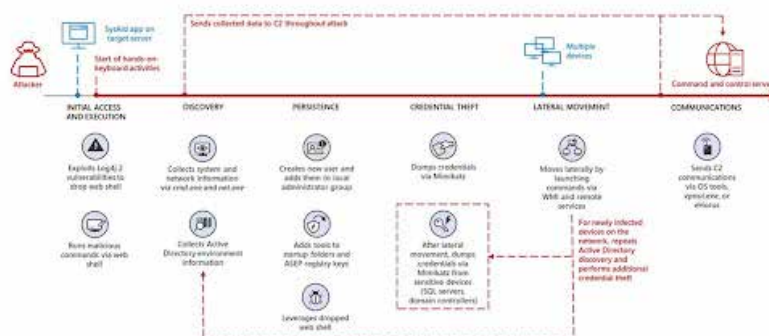 SysAid app on
target server
Sends collected data to C2 throughout attack
Multiple
devices
Attacker
Start of hands-on-
keyboard activities
Command and control server
INITIAL ACCESS
AND EXECUTION
DISCOVERY
PERSISTENCE
CREDENTIAL THEFT
LATERAL MOVEMENT
COMMUNICATIONS
Exploits Log4j 2
vulnerabilities to
drop web shell
Collects system and
network information
via cmd.exe and net.exe
Creates new user and
adds them to local
administrator group
Dumps credentials
via Mimikatz
Moves laterally by
launching commands via
WMI and remote
services
Sends C2
communications
via OS tools,
vpnui.exe, or
eHorus
Runs malicious
commands via web
shell
Collects Active
Directory environment
information
Adds tools to
startup folders and
ASEP registry keys
After lateral
movement, dumps
credentials via
Mimikatz from
sensitive devices
(SQL servers,
domain controllers)
For newly infected
devices on the
network, repeats
Active Directory
discovery and
performs additional
credential theft
Leverages dropped
web shell